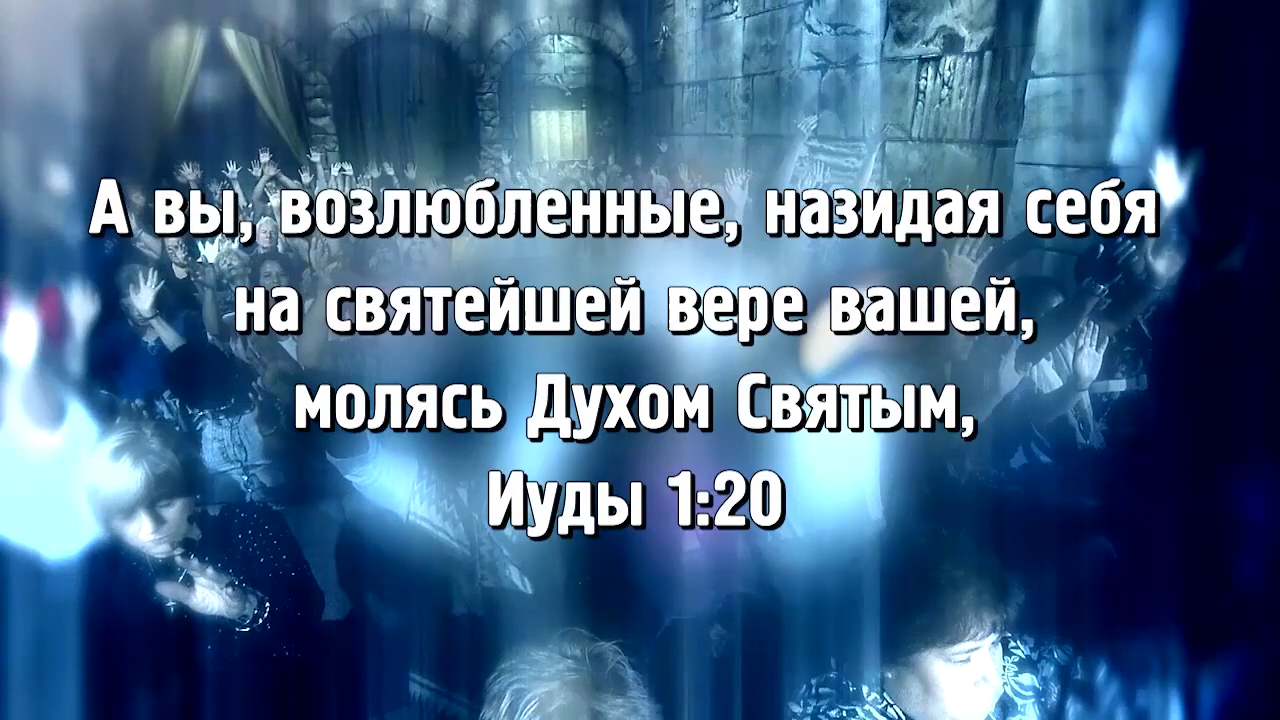 А вы, возлюбленные, назидая себя
на святейшей вере вашей,
молясь Духом Святым,
Иуды 1:20